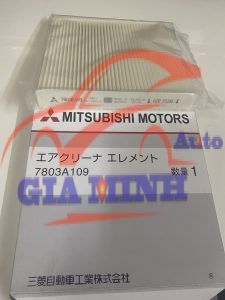 MITSUBISHI MOTORS
Auto
エアクリーナ エレメント
7803A109
数量 1
GIA MINH
三菱自動車工業株式会社